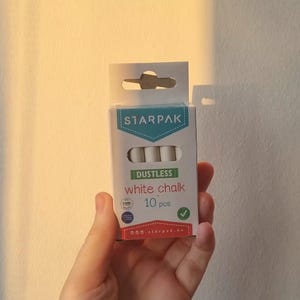 STARPAK
DUSTLESS
white chalk
10 pcs